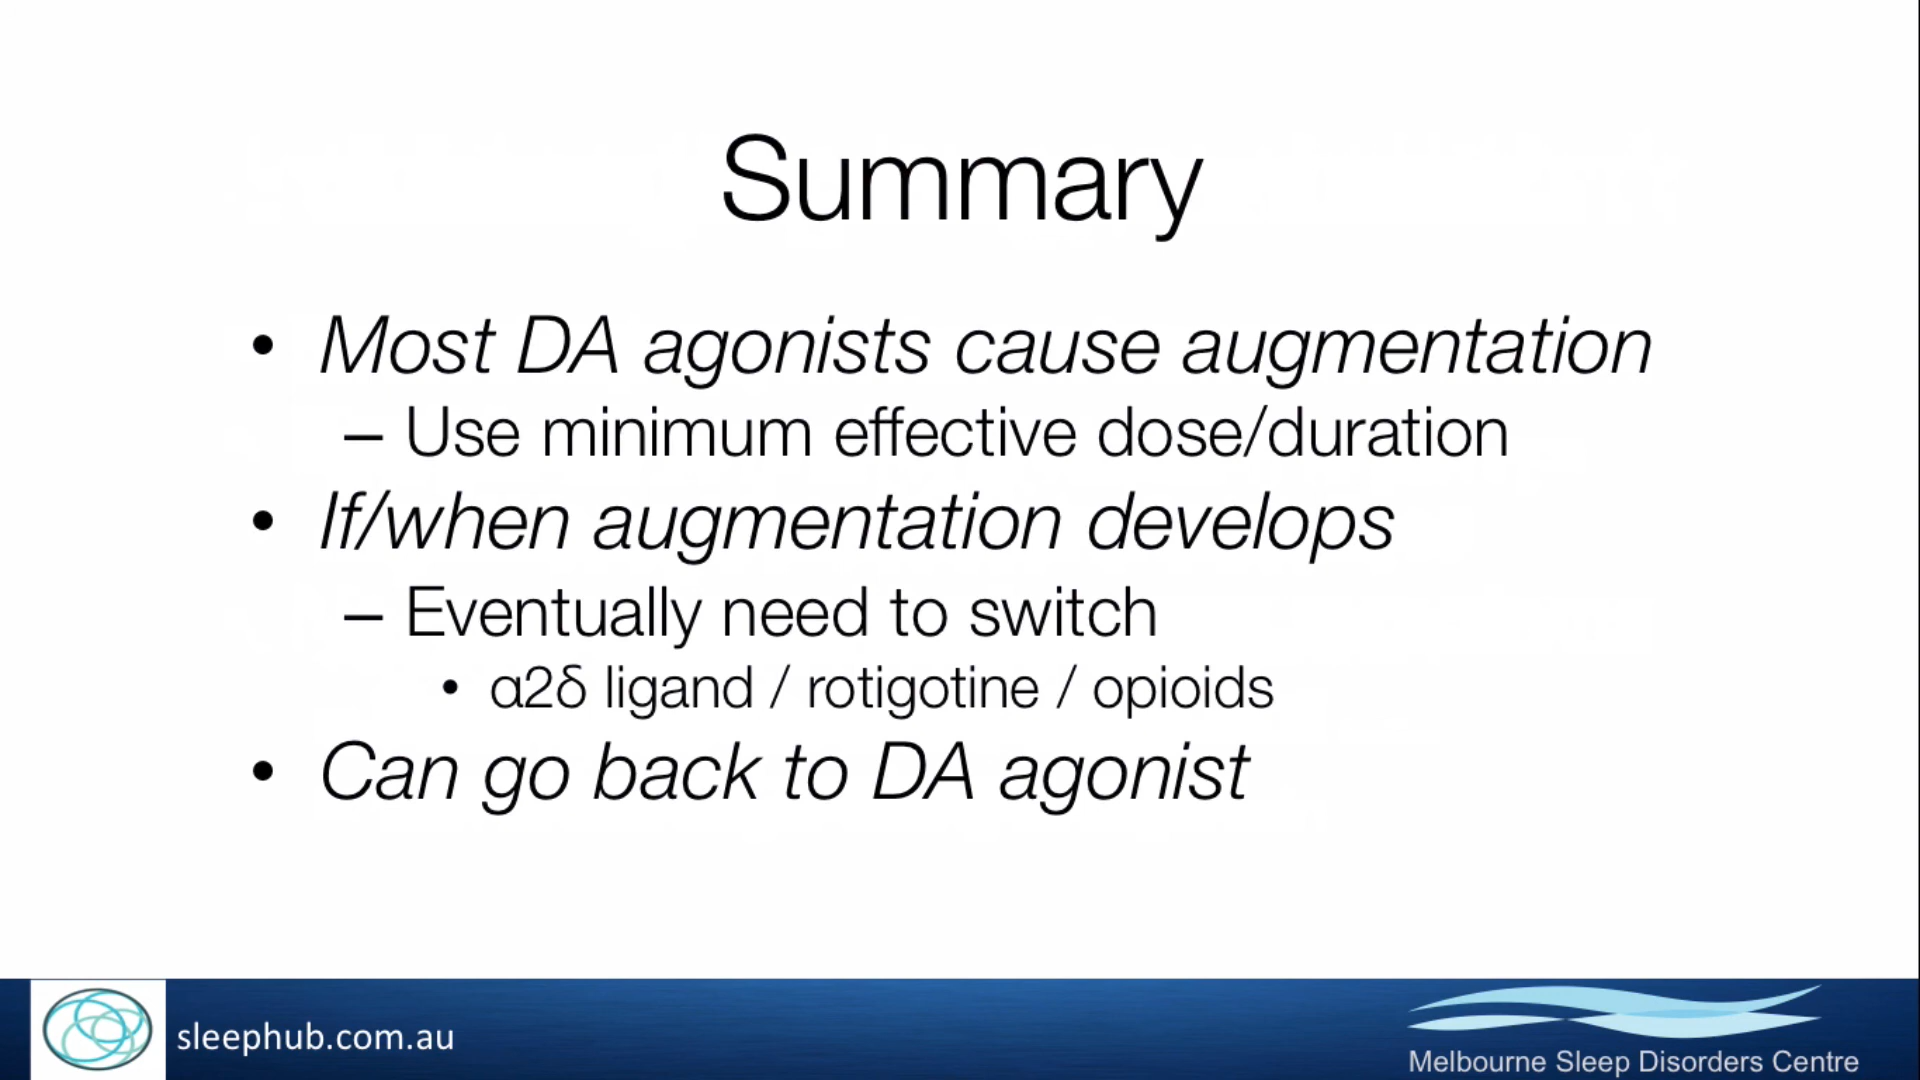 Summary
• Most DA agonists cause augmentation
– Use minimum effective dose/duration
• If/when augmentation develops
– Eventually need to switch
• α2δ ligand / rotigotine / opioids
• Can go back to DA agonist
sleephub.com.au
Melbourne Sleep Disorders Centre